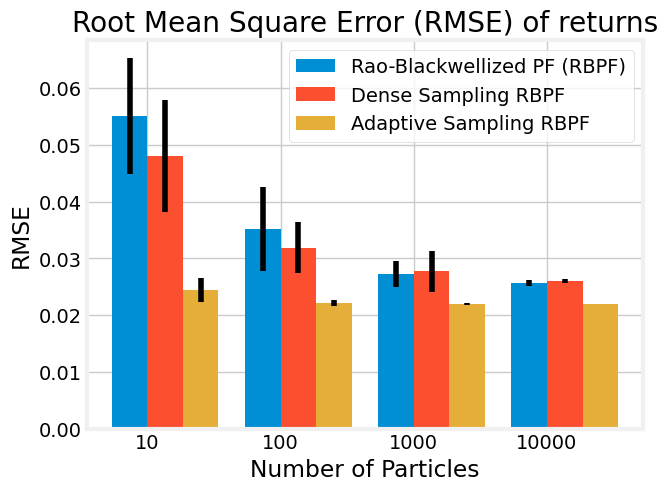 Root Mean Square Error (RMSE) of returns
Rao-Blackwellized PF (RBPF)
Dense Sampling RBPF
Adaptive Sampling RBPF
RMSE
0.06
0.05
0.04
0.03
0.02
0.01
0.00
10 100 1000 10000
Number of Particles